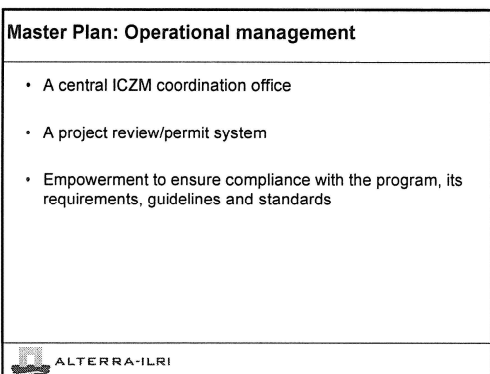 Master Plan: Operational management
• A central ICZM coordination office
• A project review/permit system
• Empowerment to ensure compliance with the program, its
requirements, guidelines and standards
ALTERRA-ILRI